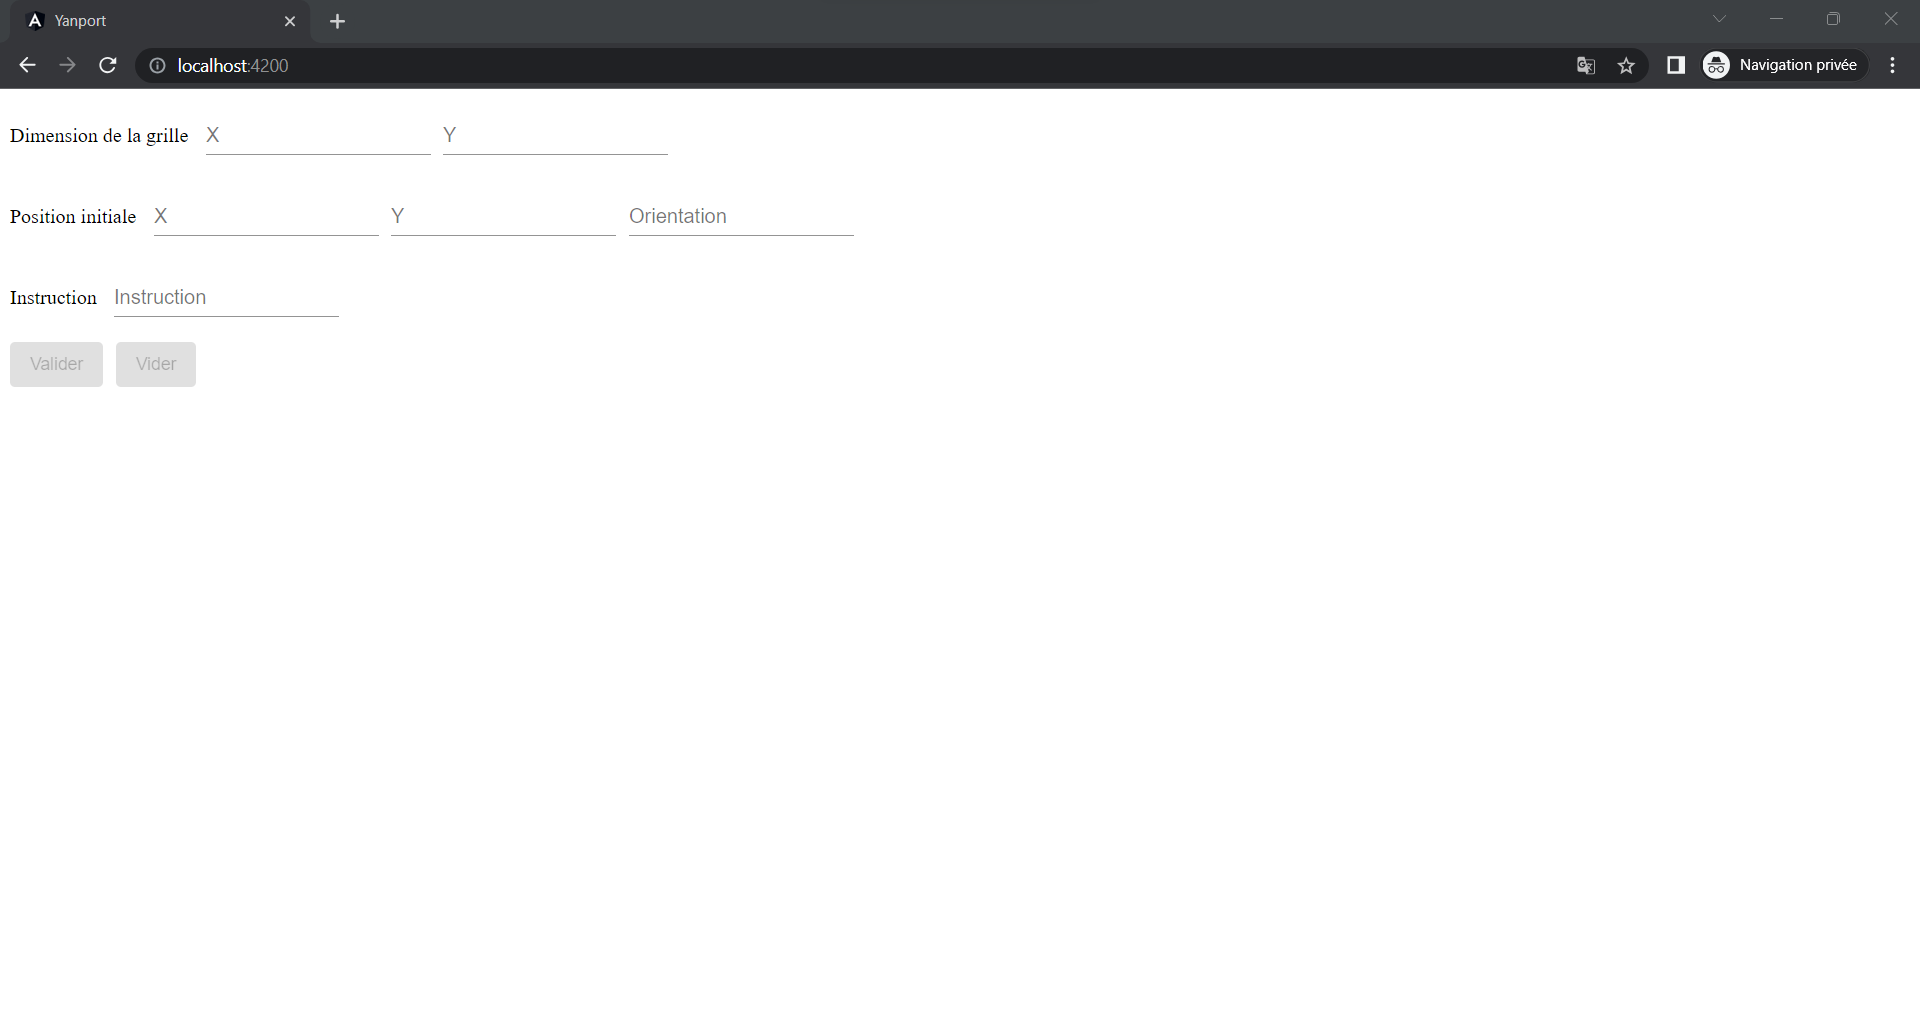 Yanport
localhost:4200
Navigation privée
Dimension de la grille X Y
Position initiale X Y Orientation
Instruction Instruction
Valider Vider